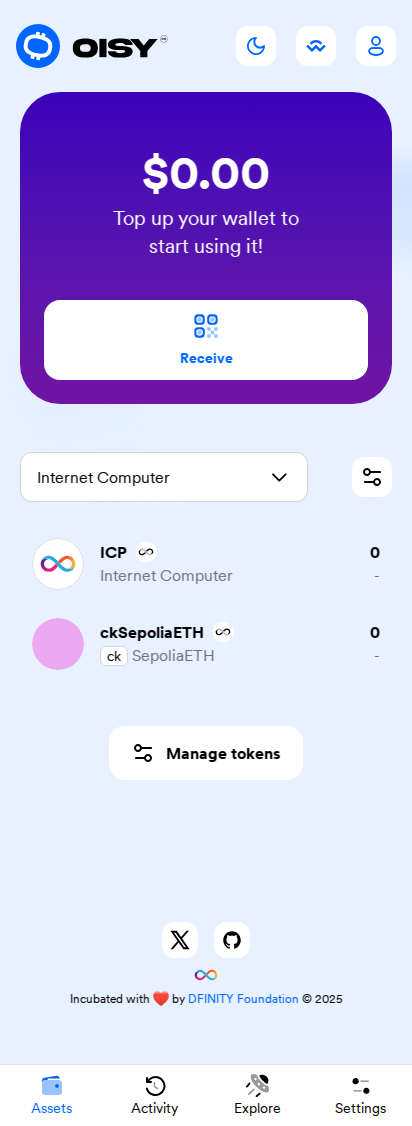 OISY
$0.00
Top up your wallet to
start using it!
Receive
Internet Computer
ICP
0
Internet Computer
-
ckSepoliaETH
0
ck SepoliaETH
-
Manage tokens
Incubated with ❤️ by DFINITY Foundation © 2025
Assets
Activity
Explore
Settings